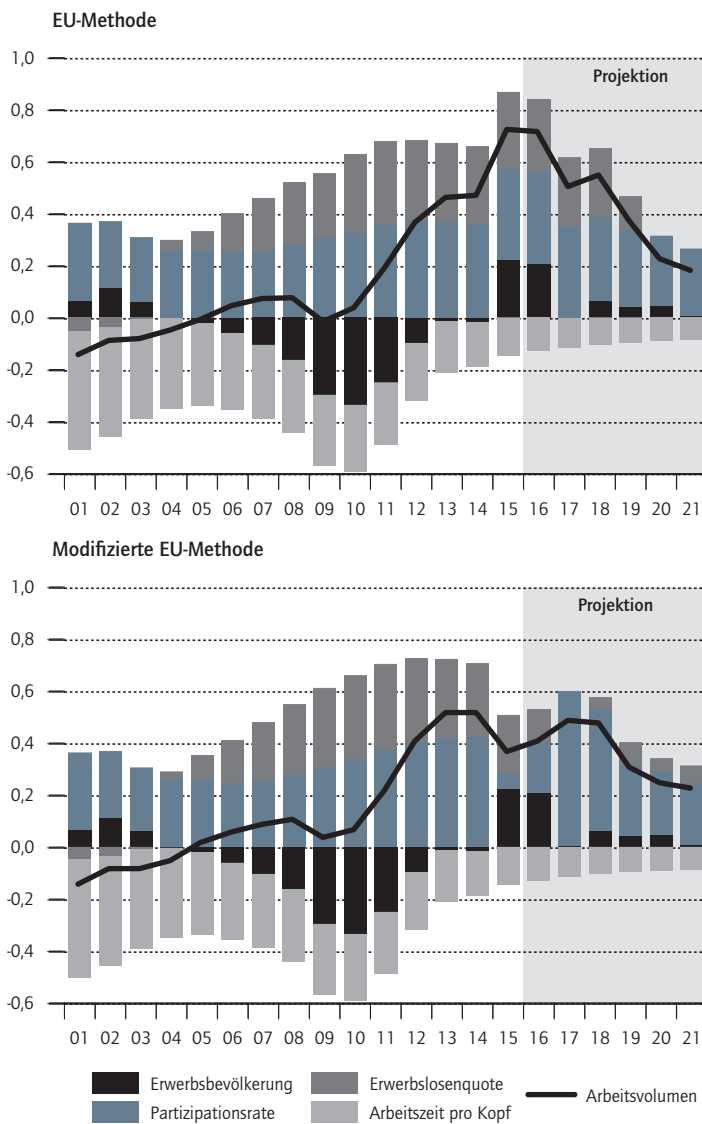 EU-Methode
1,0
Projektion
0,8
0,6
0,4
0,2
0,0
-0,2
-0,4
-0,6
01 02 03 04 05 06 07 08 09 10 11 12 13 14 15 16 17 18 19 20 21
Modifizierte EU-Methode
1,0
Projektion
0,8
0,6
0,4
0,2
0,0
-0,2
-0,4
-0,6
01 02 03 04 05 06 07 08 09 10 11 12 13 14 15 16 17 18 19 20 21
Erwerbsbevölkerung Erwerbslosenquote Arbeitsvolumen
Partizipationsrate Arbeitszeit pro Kopf